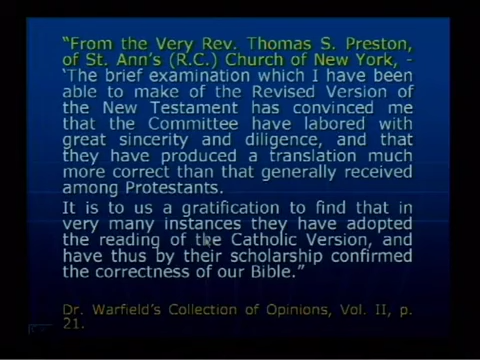 "From the Very Rev. Thomas S. Preston,
of St. Ann's (R.C.) Church of New York, -
'The brief examination which I have been
able to make of the Revised Version of
the New Testament has convinced me
that the Committee have labored with
great sincerity and diligence, and that
they have produced a translation much
more correct than that generally received
among Protestants.
It is to us a gratification to find that in
very many instances they have adopted
the reading of the Catholic Version, and
have thus by their scholarship confirmed
the correctness of our Bible."
Dr. Warfield's Collection of Opinions, Vol. II, p.
21.